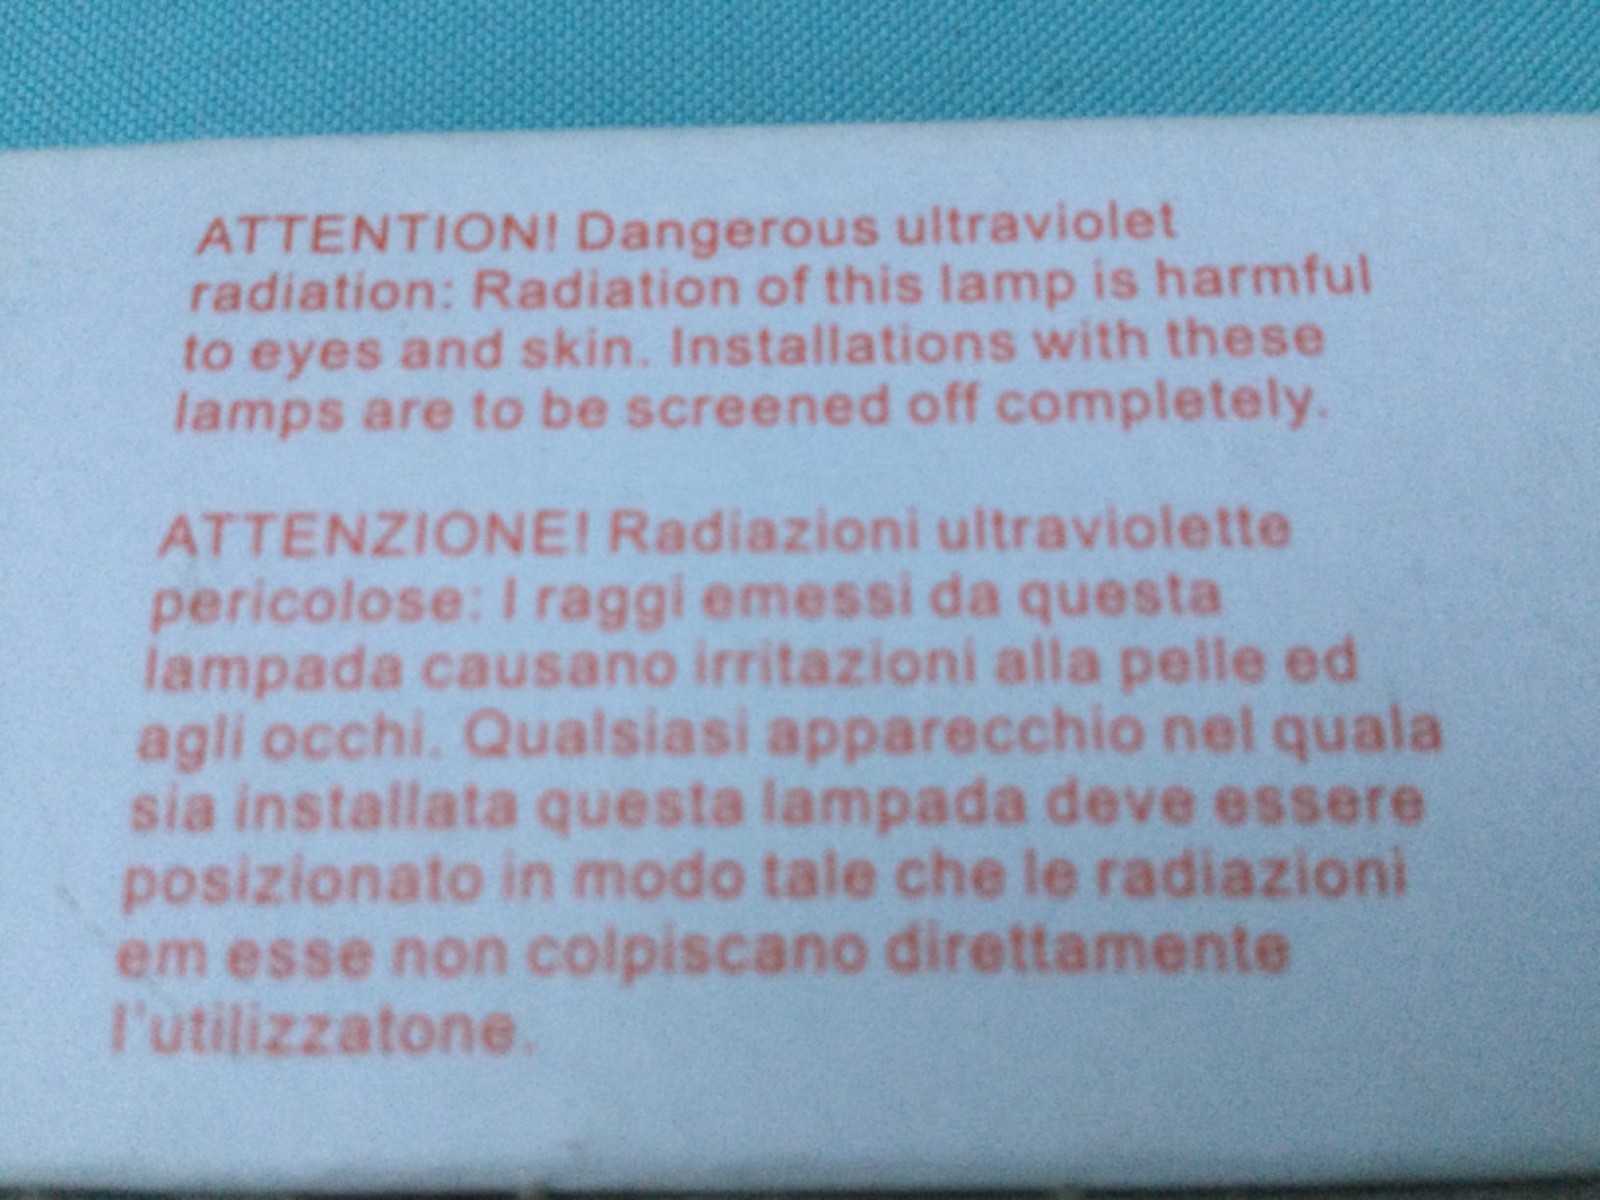 ATTENTION! Dangerous ultraviolet
radiation: Radiation of this lamp is harmful
to eyes and skin. Installations with these
lamps are to be screened off completely.
ATTENZIONE! Radiazioni ultraviolette
pericolose: I raggi emessi da questa
lampada causano irritazioni alla pelle ed
agli occhi. Qualsiasi apparecchio nel quala
sia installata questa lampada deve essere
posizionato in modo tale che le radiazioni
em esse non colpiscano direttamente
l'utilizzatone.